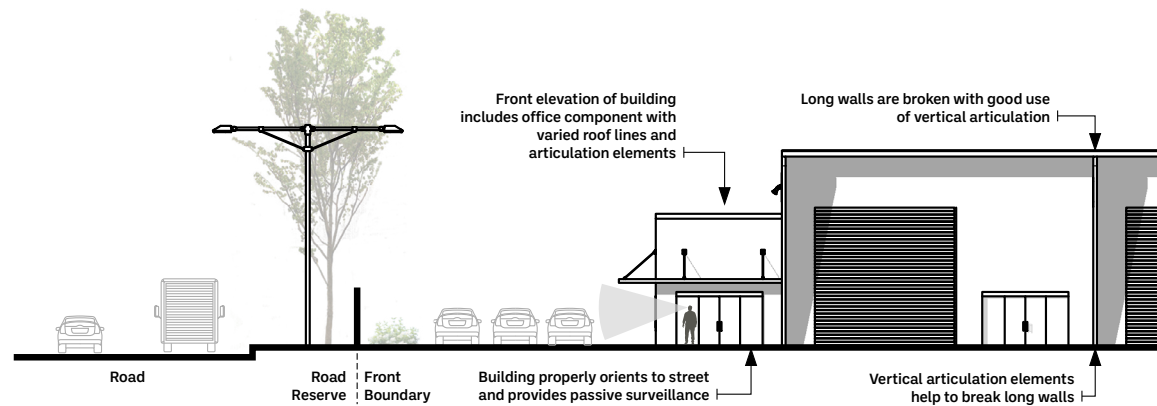 Front elevation of building
includes office component with
varied roof lines and
articulation elements
Long walls are broken with good use
of vertical articulation
Road
Road
Reserve
Front
Boundary
Building properly orients to street
and provides passive surveillance
Vertical articulation elements
help to break long walls